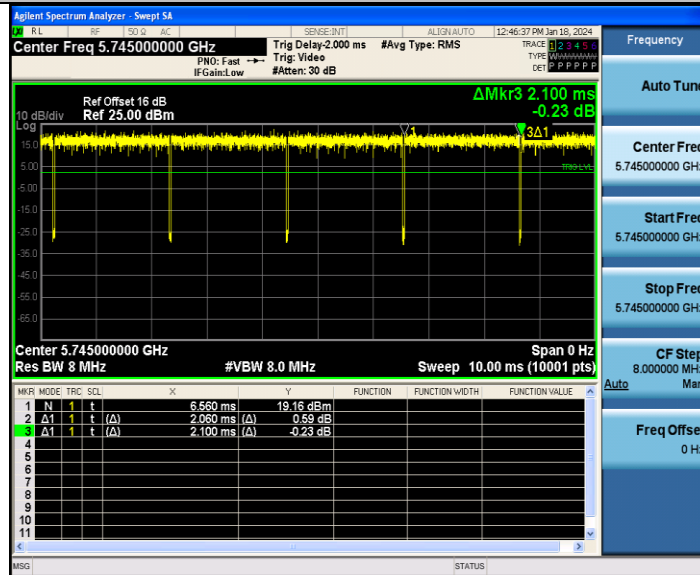 Agilent Spectrum Analyzer - Swept SA
RL RF 50 Ω AC SENSE:INT ALIGN AUTO 12:46:37 PM Jan 18, 2024
Center Freq 5.745000000 GHz
PNO: Fast
IFGain:Low
Trig Delay-2.000 ms
Trig: Video
#Atten: 30 dB
#Avg Type: RMS
TRACE 1 2 3 4 5 6
TYPE W
DET P P P P P P
Frequency
Auto Tune
Center Freq
5.745000000 GHz
Start Freq
5.745000000 GHz
Stop Freq
5.745000000 GHz
CF Step
8.000000 MHz
Auto Man
Freq Offset
0 Hz
ΔMkr3 2.100 ms
-0.23 dB
Ref Offset 16 dB
10 dB/div Ref 25.00 dBm
Log
1
3Δ1
15.0
5.00
TRIG LVL
-5.00
-15.0
-25.0
-35.0
-45.0
-55.0
-65.0
Center 5.745000000 GHz Span 0 Hz
Res BW 8 MHz #VBW 8.0 MHz Sweep 10.00 ms (10001 pts)
MKR MODE TRC SCL X Y FUNCTION FUNCTION WIDTH FUNCTION VALUE
1 N 1 t 6.560 ms 19.16 dBm
2 Δ1 1 t (Δ) 2.060 ms (Δ) 0.59 dB
3 Δ1 1 t (Δ) 2.100 ms (Δ) -0.23 dB
4
5
6
7
8
9
10
11
MSG STATUS